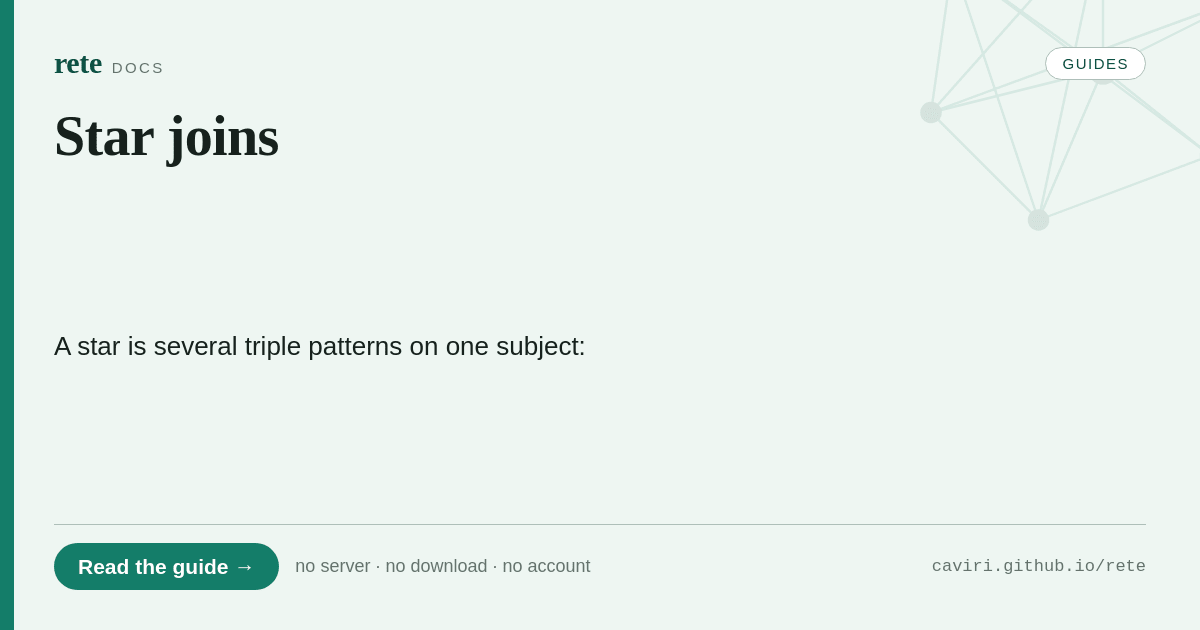 rete DOCS
GUIDES
Star joins
A star is several triple patterns on one subject:
Read the guide →
no server · no download · no account
caviri.github.io/rete